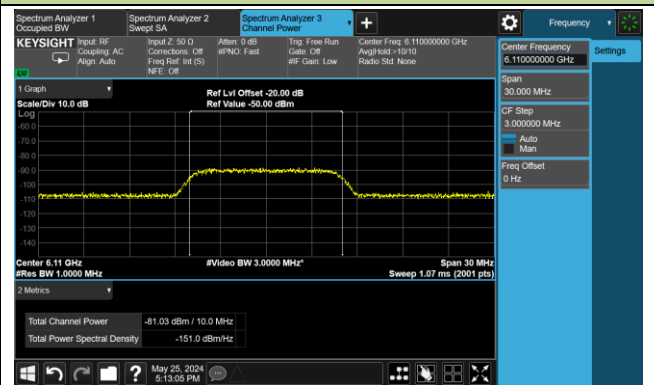 Spectrum Analyzer 1
Occupied BW
Spectrum Analyzer 2
Swept SA
Spectrum Analyzer 3
Channel Power
Frequency
KEYSIGHT
Input: RF
Coupling: AC
Align: Auto
Input Z: 50 Ω
Corrections: Off
Freq Ref: Int (S)
NFE: Off
Atten: 0 dB
#PNO: Fast
Trig: Free Run
Gate: Off
#IF Gain: Low
Center Freq: 6.110000000 GHz
Avg|Hold:>10/10
Radio Std: None
Center Frequency
6.110000000 GHz
Settings
Span
30.000 MHz
CF Step
3.000000 MHz
Auto
Man
Freq Offset
0 Hz
1 Graph
Scale/Div 10.0 dB
Ref Lvl Offset -20.00 dB
Ref Value -50.00 dBm
Log
-60.0
-70.0
-80.0
-90.0
-100
-110
-120
-130
-140
Center 6.11 GHz
#Res BW 1.0000 MHz
#Video BW 3.0000 MHz*
Span 30 MHz
Sweep 1.07 ms (2001 pts)
2 Metrics
Total Channel Power
-81.03 dBm / 10.0 MHz
Total Power Spectral Density
-151.0 dBm/Hz
May 25, 2024
5:13:05 PM